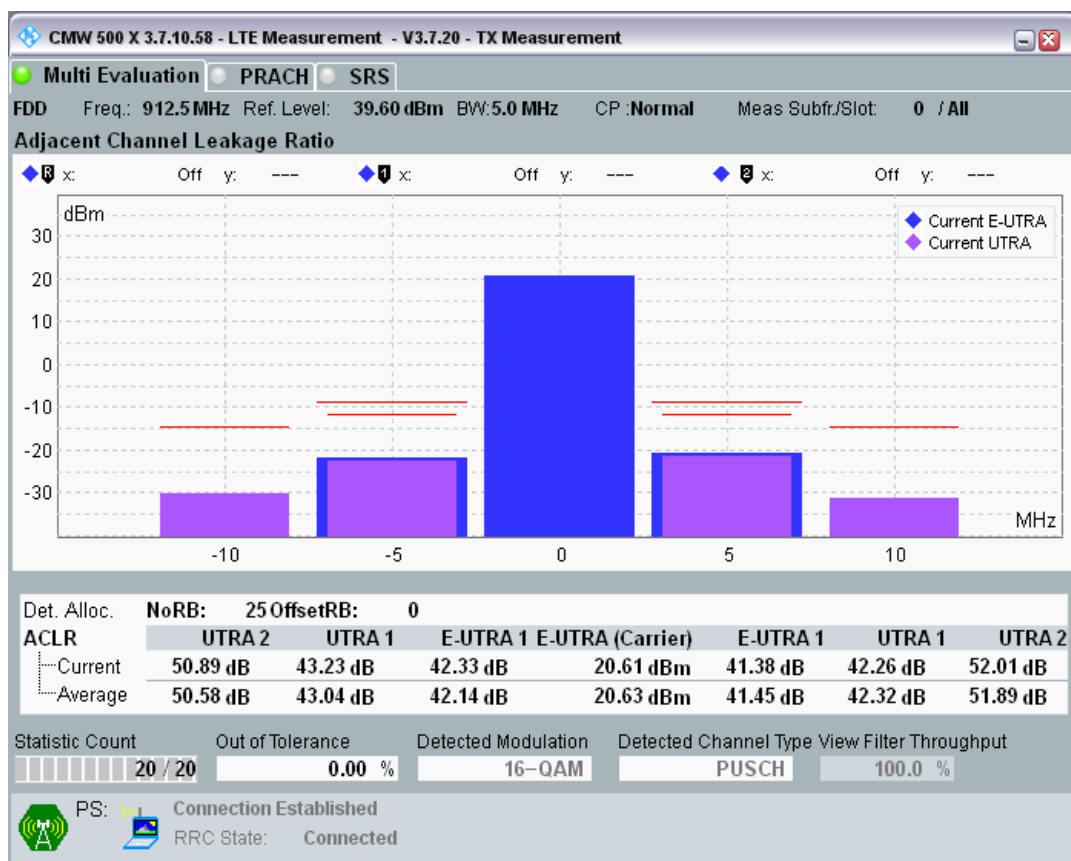 CMW 500 X 3.7.10.58 - LTE Measurement - V3.7.20 - TX Measurement
Multi Evaluation PRACH SRS
FDD Freq.: 912.5 MHz Ref. Level: 39.60 dBm BW:5.0 MHz CP :Normal Meas Subfr./Slot: 0 / All
Adjacent Channel Leakage Ratio
R x: Off y: --- 1 x: Off y: --- 2 x: Off y: ---
dBm
Current E-UTRA
Current UTRA
30
20
10
0
-10
-20
-30
MHz
-10 -5 0 5 10
Det. Alloc. NoRB: 25 OffsetRB: 0
ACLR UTRA 2 UTRA 1 E-UTRA 1 E-UTRA (Carrier) E-UTRA 1 UTRA 1 UTRA 2
Current 50.89 dB 43.23 dB 42.33 dB 20.61 dBm 41.38 dB 42.26 dB 52.01 dB
Average 50.58 dB 43.04 dB 42.14 dB 20.63 dBm 41.45 dB 42.32 dB 51.89 dB
Statistic Count Out of Tolerance Detected Modulation Detected Channel Type View Filter Throughput
20 / 20 0.00 % 16-QAM PUSCH 100.0 %
PS: Connection Established
RRC State: Connected